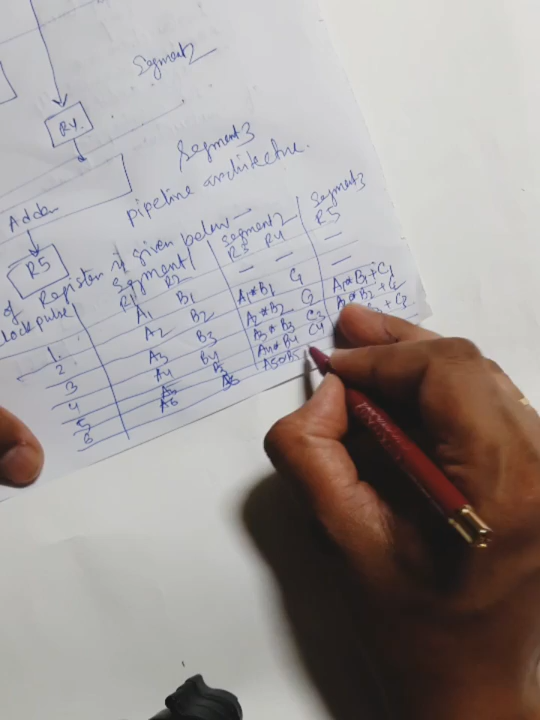 Segment2
R4.
Segment3
pipeline architecture.
Adder
R5
of Register is given below—
clock pulse Segment1 Segment2 Segment3
R1 R2 R3 R4 R5
1. A1 B1 — — —
2 A2 B2 A1*B1 C1 —
3 A3 B3 A2*B2 C2 A1*B1+C1
4 A4 B4 A3*B3 C3 A2*B2+C2
5 A5 B5 A4*B4 C4 + C3
6 A6 A5*B5